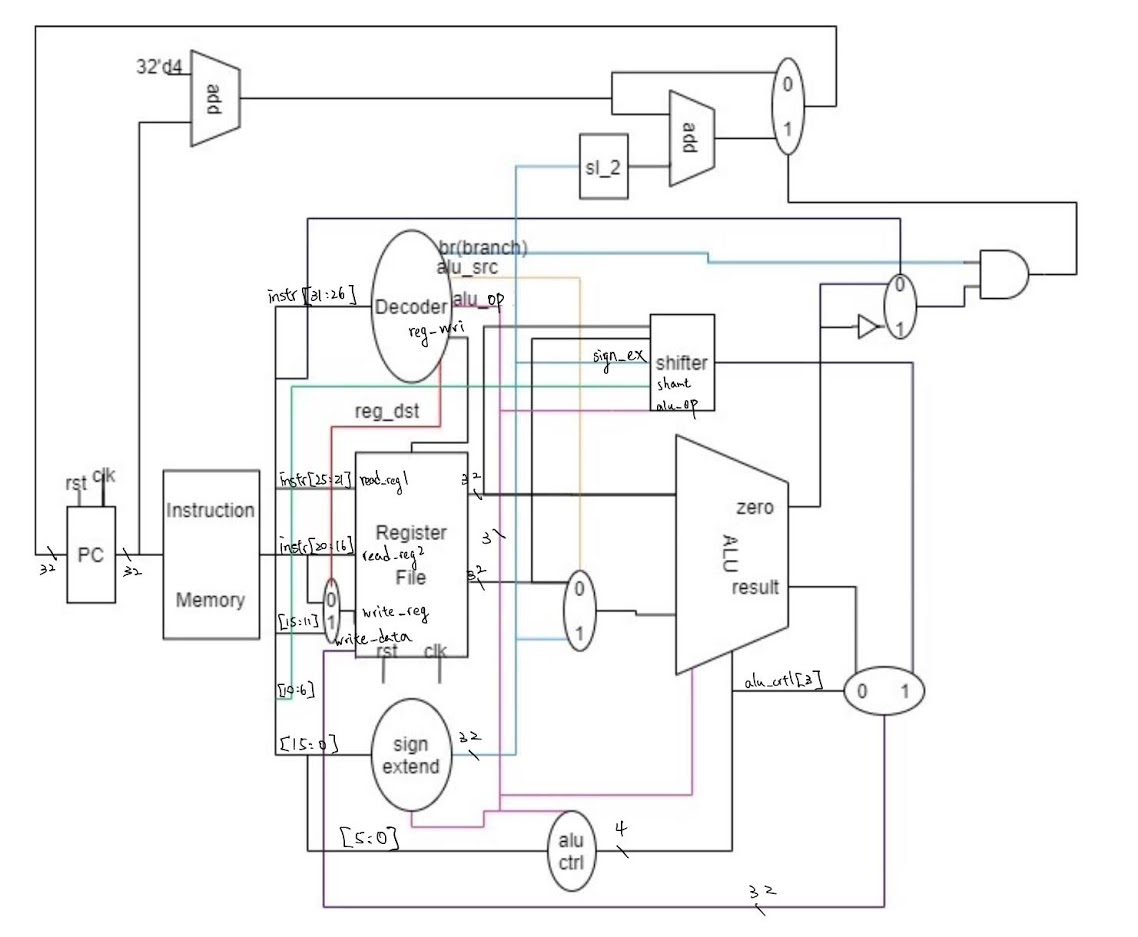 32'd4
add
0
1
add
sl_2
br(branch)
alu_src
instr[31:26]
Decoder
alu_op
reg_wri
0
1
sign_ex
shifter
shamt
alu_op
reg_dst
rst clk
instr[25:21]
read_reg1
32
Instruction
Memory
zero
Register
File
3
ALU
PC
32
32
instr[20:16]
read_reg2
32
result
0
1
0
1
write_reg
[15:11]
write_data
rst clk
[10:6]
alu_crtl[3]
0 1
[15:0]
sign
extend
32
[5:0]
alu
ctrl
4
32